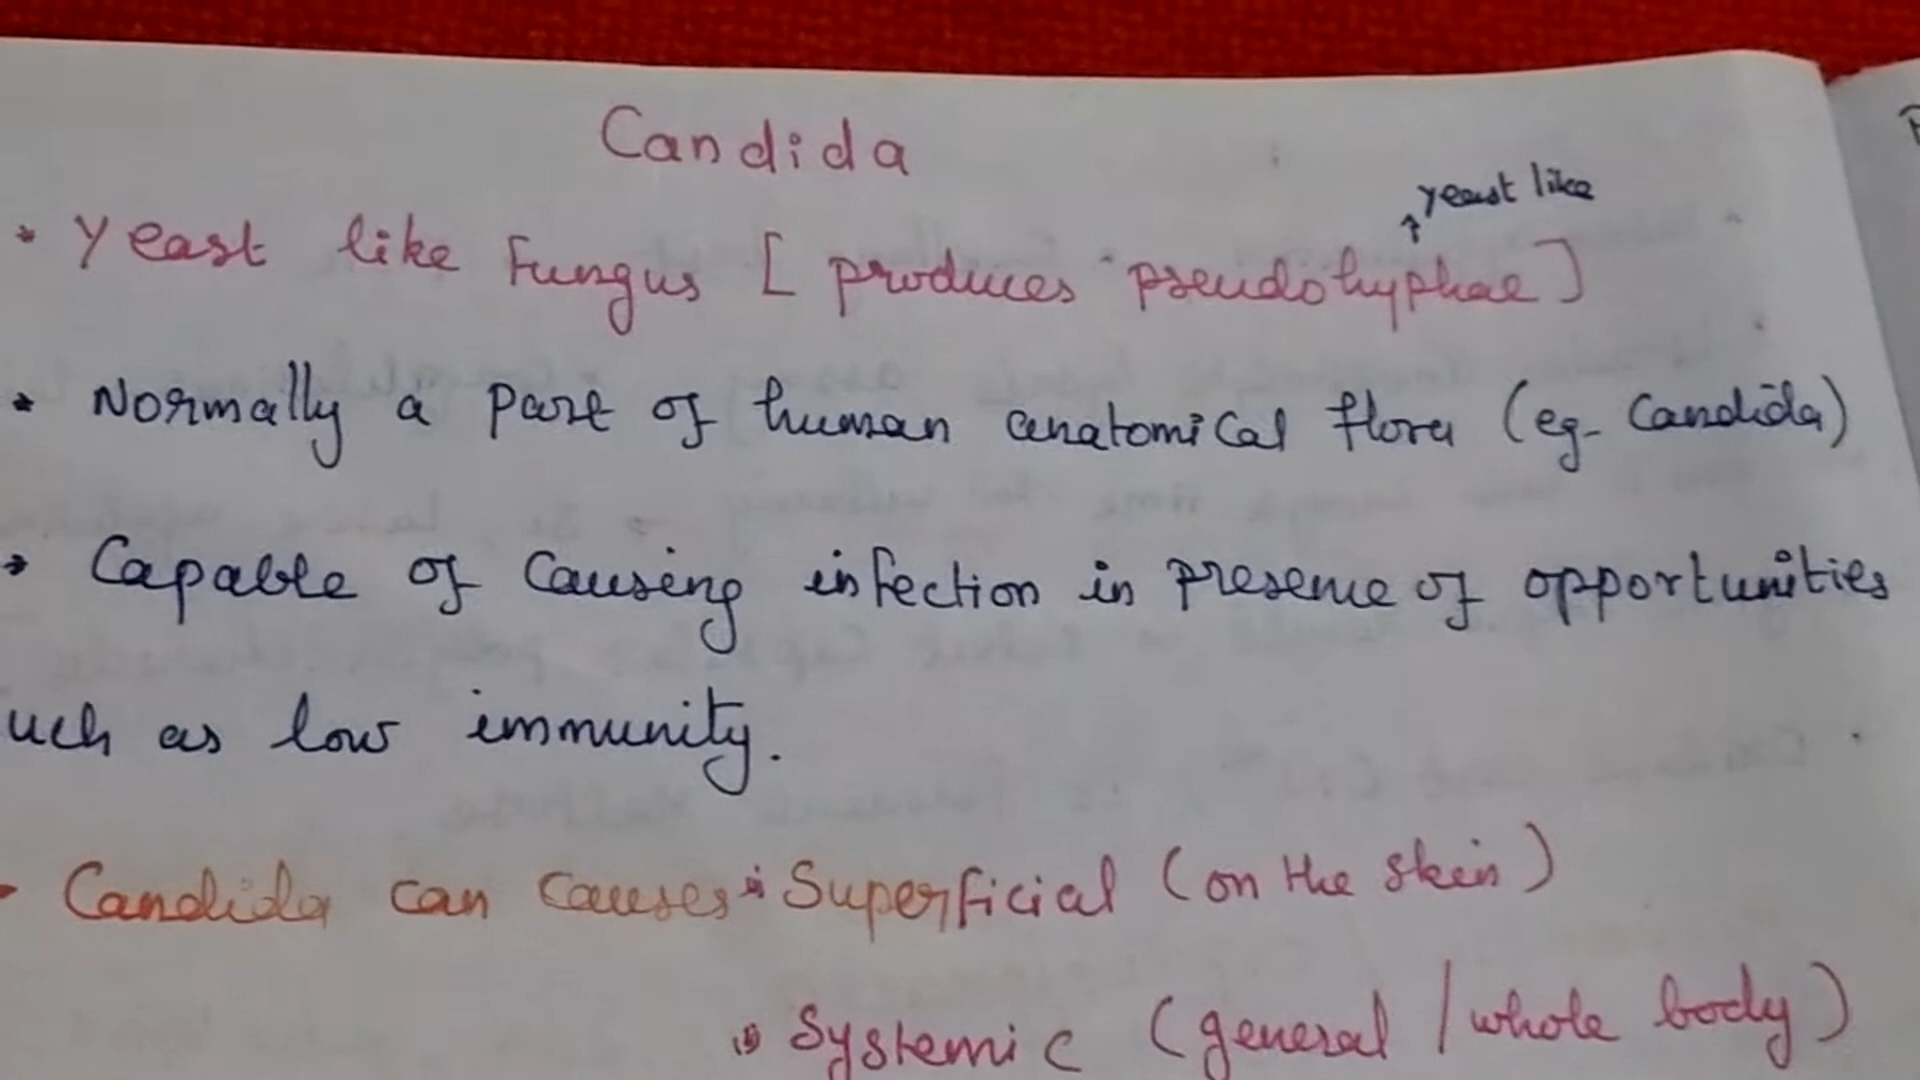 Candida
↑ yeast like
* Yeast like Fungus [ produces pseudohyphae ]
* Normally a part of human anatomical flora (eg- Candida)
* Capable of causing infection in presence of opportunities
uch as low immunity.
- Candida can causes Superficial (on the skin)
Systemic (general / whole body)